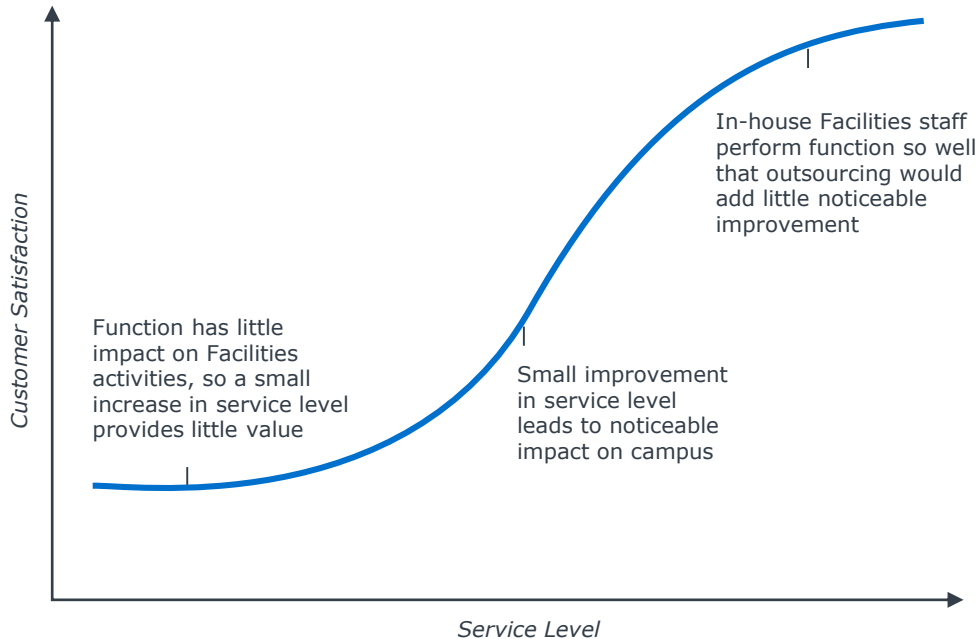 Customer Satisfaction
In-house Facilities staff
perform function so well
that outsourcing would
add little noticeable
improvement
Function has little
impact on Facilities
activities, so a small
increase in service level
provides little value
Small improvement
in service level
leads to noticeable
impact on campus
Service Level